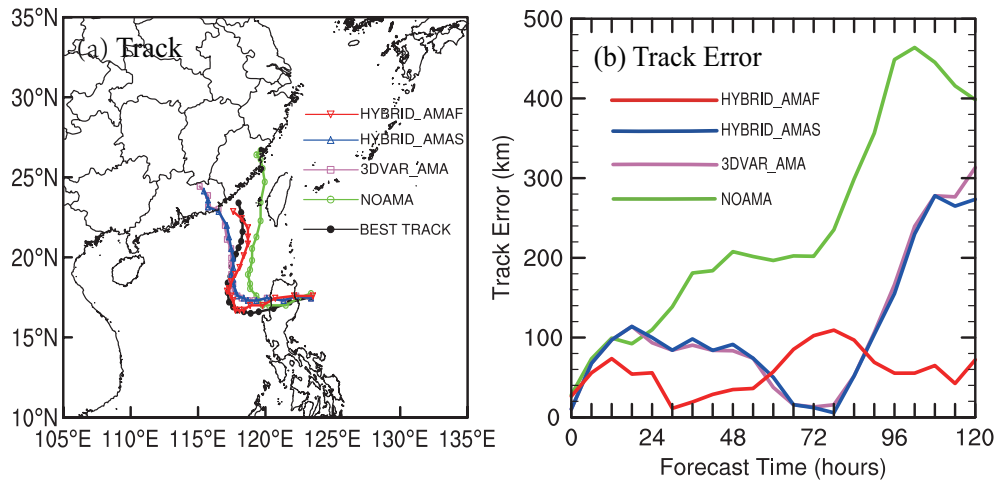 (a) Track
35°N
30°N
25°N
20°N
15°N
10°N
105°E
110°E
115°E
120°E
125°E
130°E
135°E
HYBRID_AMAF
HYBRID_AMAS
3DVAR_AMA
NOAMA
BEST TRACK
(b) Track Error
Track Error (km)
500
400
300
200
100
0
HYBRID_AMAF
HYBRID_AMAS
3DVAR_AMA
NOAMA
0
24
48
72
96
120
Forecast Time (hours)